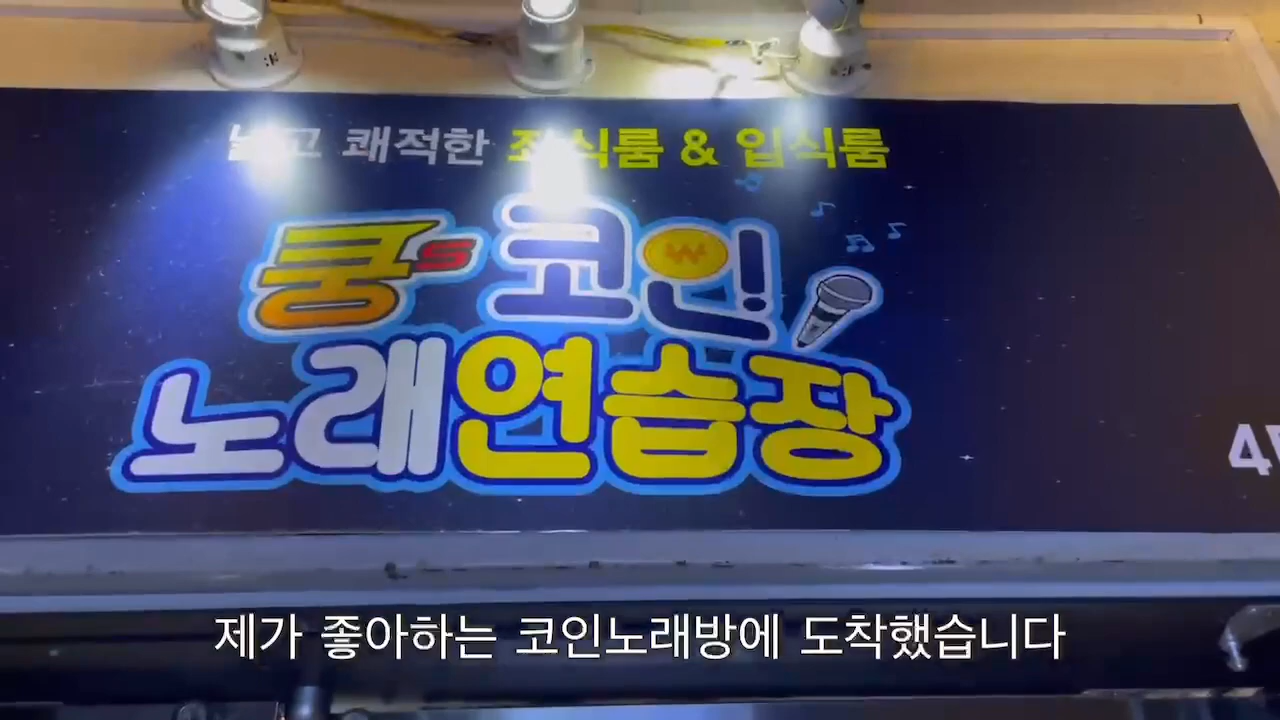 쾌적한 좌식룸 & 입식룸
쿵's 코인
노래연습장
제가 좋아하는 코인노래방에 도착했습니다